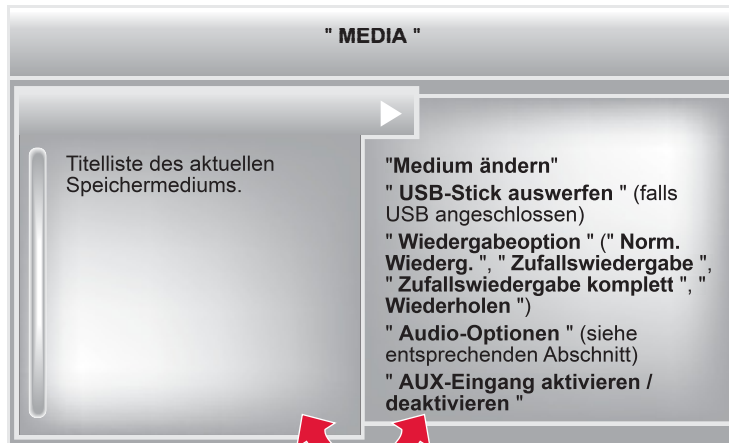 " MEDIA "
Titelliste des aktuellen
Speichermediums.
"Medium ändern"
" USB-Stick auswerfen " (falls
USB angeschlossen)
" Wiedergabeoption " (" Norm.
Wiederg. ", " Zufallswiedergabe ",
" Zufallswiedergabe komplett ", "
Wiederholen ")
" Audio-Optionen " (siehe
entsprechenden Abschnitt)
" AUX-Eingang aktivieren /
deaktivieren "